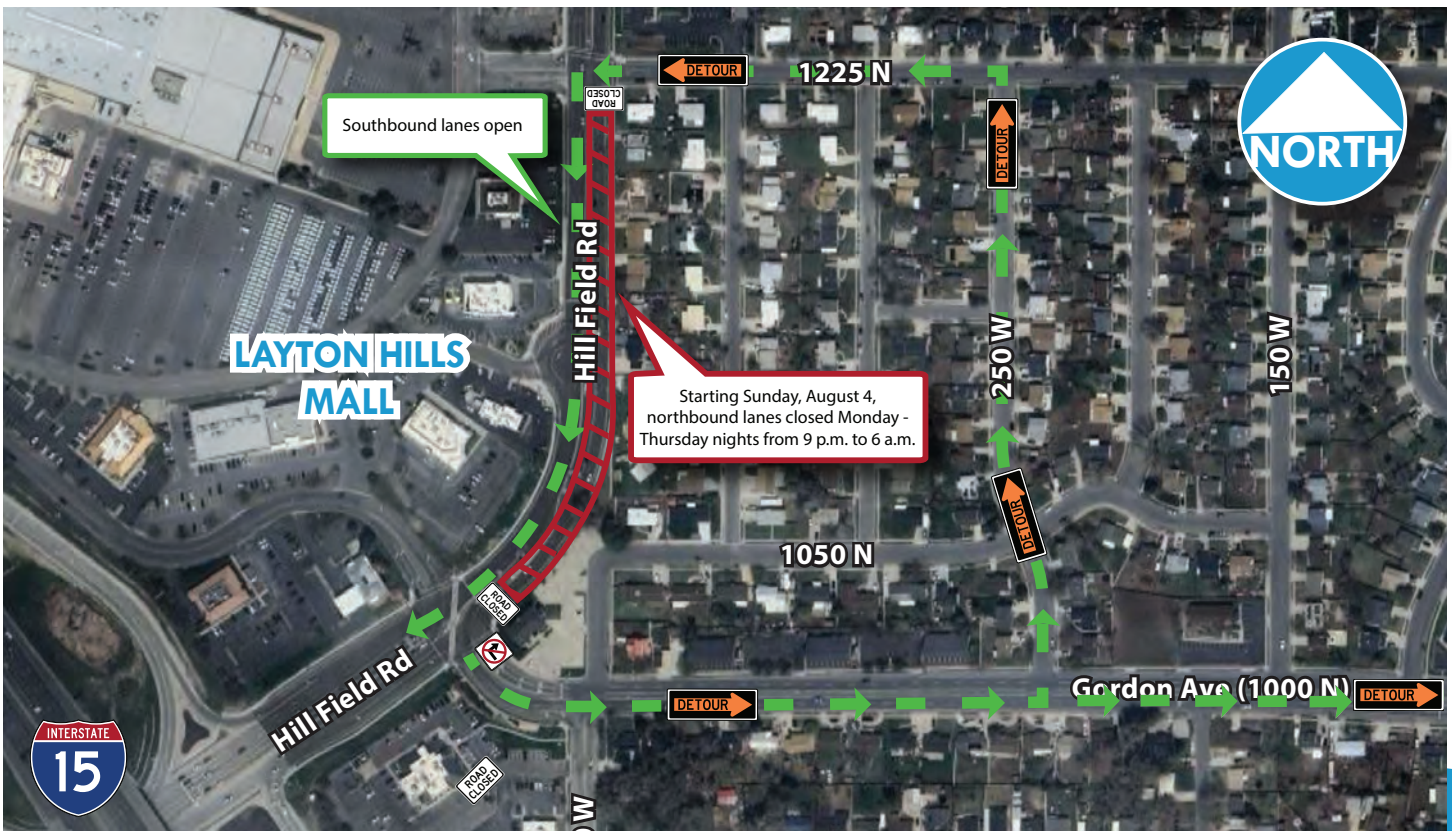 DETOUR
1225 N
ROAD
CLOSED
Southbound lanes open
DETOUR
NORTH
Hill Field Rd
LAYTON HILLS
MALL
250 W
150 W
Starting Sunday, August 4,
northbound lanes closed Monday -
Thursday nights from 9 p.m. to 6 a.m.
DETOUR
1050 N
ROAD
CLOSED
Hill Field Rd
Gordon Ave (1000 N)
DETOUR
DETOUR
INTERSTATE
15
ROAD
CLOSED
W